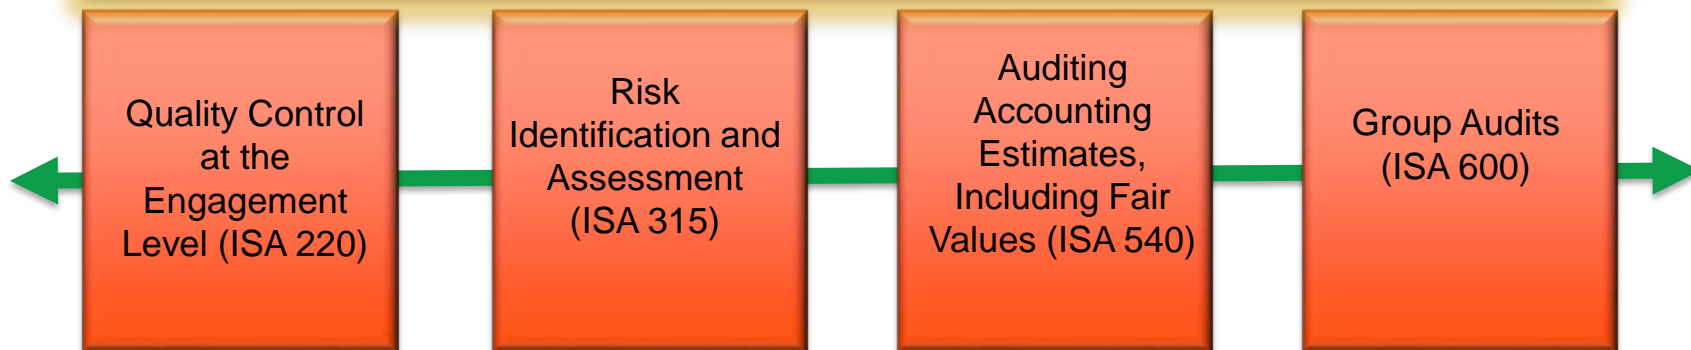 Quality Control
at the
Engagement
Level (ISA 220)
Risk
Identification and
Assessment
(ISA 315)
Auditing
Accounting
Estimates,
Including Fair
Values (ISA 540)
Group Audits
(ISA 600)